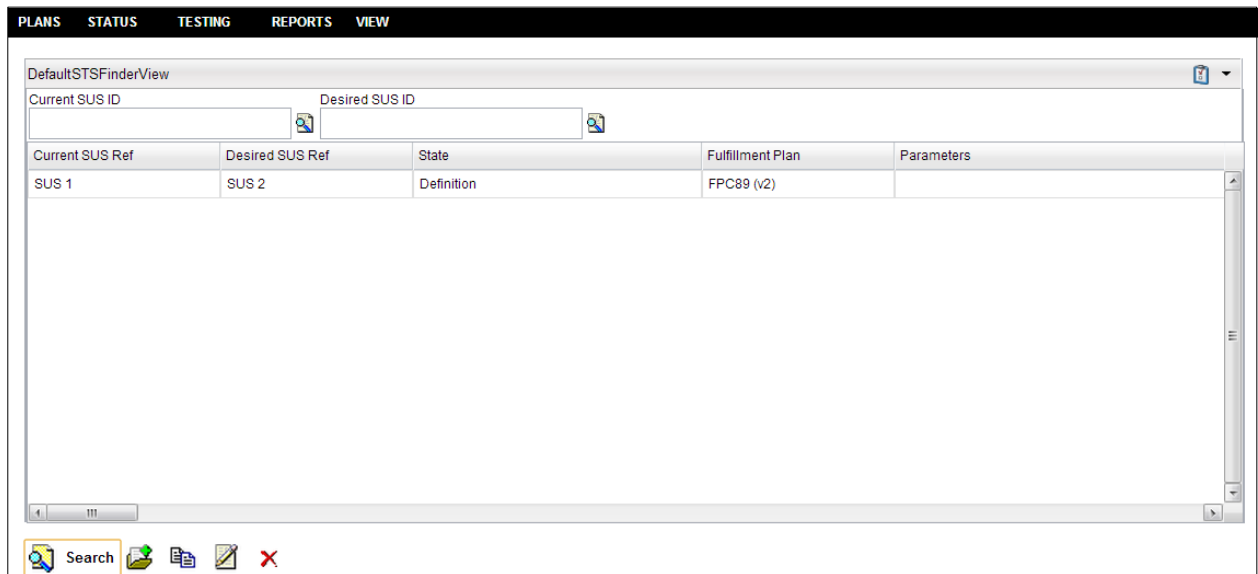 PLANS STATUS TESTING REPORTS VIEW
DefaultSTSFinderView
Current SUS ID Desired SUS ID
Current SUS Ref Desired SUS Ref State Fulfillment Plan Parameters
SUS 1 SUS 2 Definition FPC89 (v2)
Search